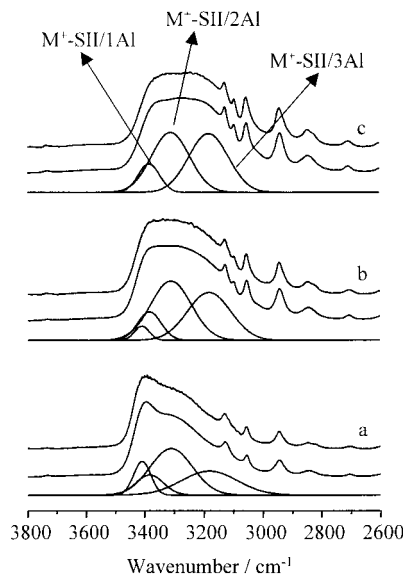 M⁺-SII/2Al
M⁺-SII/1Al
M⁺-SII/3Al
c
b
a
3800 3600 3400 3200 3000 2800 2600
Wavenumber / cm⁻¹